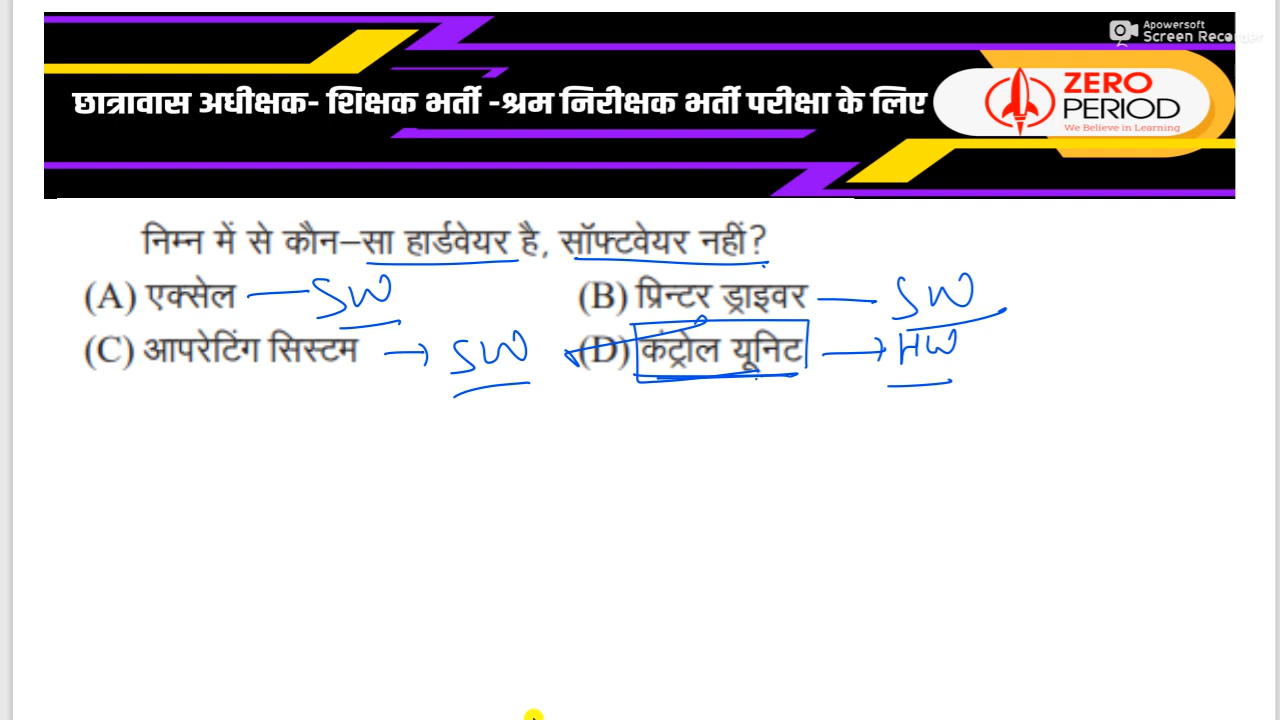 Apowersoft
Screen Recorder
छात्रावास अधीक्षक- शिक्षक भर्ती -श्रम निरीक्षक भर्ती परीक्षा के लिए
ZERO
PERIOD
We Believe in Learning
निम्न में से कौन–सा हार्डवेयर है, सॉफ्टवेयर नहीं?
(A) एक्सेल — SW (B) प्रिन्टर ड्राइवर — SW
(C) आपरेटिंग सिस्टम → SW (D) कंट्रोल यूनिट → HW